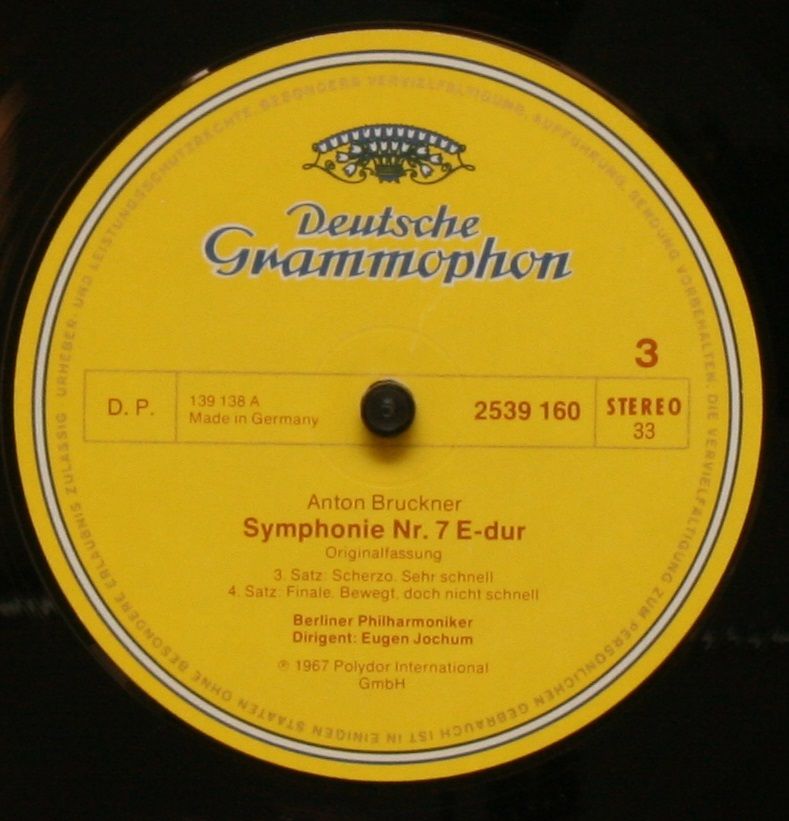 Deutsche
Grammophon
3
D. P.
139 138 A
Made in Germany
2539 160
STEREO
33
Anton Bruckner
Symphonie Nr. 7 E-dur
Originalfassung
3. Satz: Scherzo. Sehr schnell
4. Satz: Finale. Bewegt, doch nicht schnell
Berliner Philharmoniker
Dirigent: Eugen Jochum
℗ 1967 Polydor International
GmbH
URHEBER- UND LEISTUNGSSCHUTZRECHTE, BESONDERS VERVIELFÄLTIGUNG, AUFFÜHRUNG, SENDUNG VORBEHALTEN. DIE VERVIELFÄLTIGUNG ZUM PERSÖNLICHEN GEBRAUCH IST IN EINIGEN STAATEN OHNE BESONDERE ERLAUBNIS ZULÄSSIG